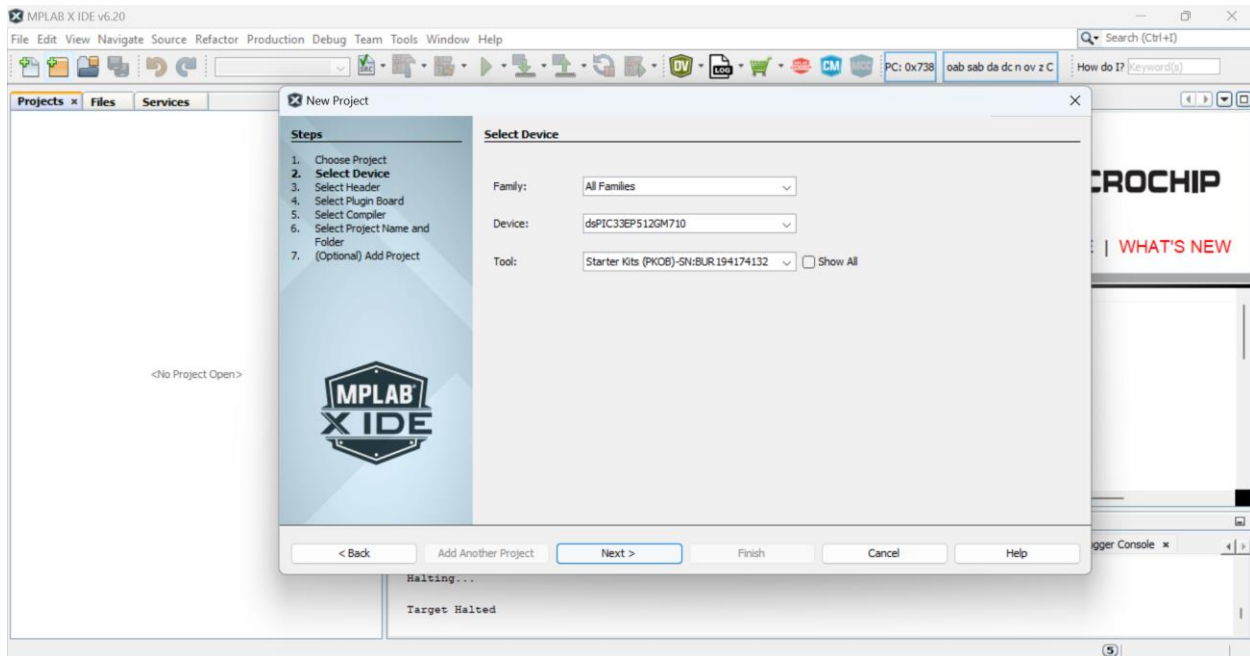 MPLAB X IDE v6.20
File Edit View Navigate Source Refactor Production Debug Team Tools Window Help
Search (Ctrl+I)
PC: 0x738
oab sab da dc n ov z C
How do I?
Keyword(s)
Projects
Files
Services
New Project
Steps
Select Device
1. Choose Project
2. Select Device
3. Select Header
4. Select Plugin Board
5. Select Compiler
6. Select Project Name and
Folder
7. (Optional) Add Project
Family:
All Families
Device:
dsPIC33EP512GM710
Tool:
Starter Kits (PKOB)-SN:BUR194174132
Show All
CROCHIP
| WHAT'S NEW
<No Project Open>
MPLAB
X IDE
< Back
Add Another Project
Next >
Finish
Cancel
Help
gger Console
Halting...
Target Halted
5
DV
LOG
CM